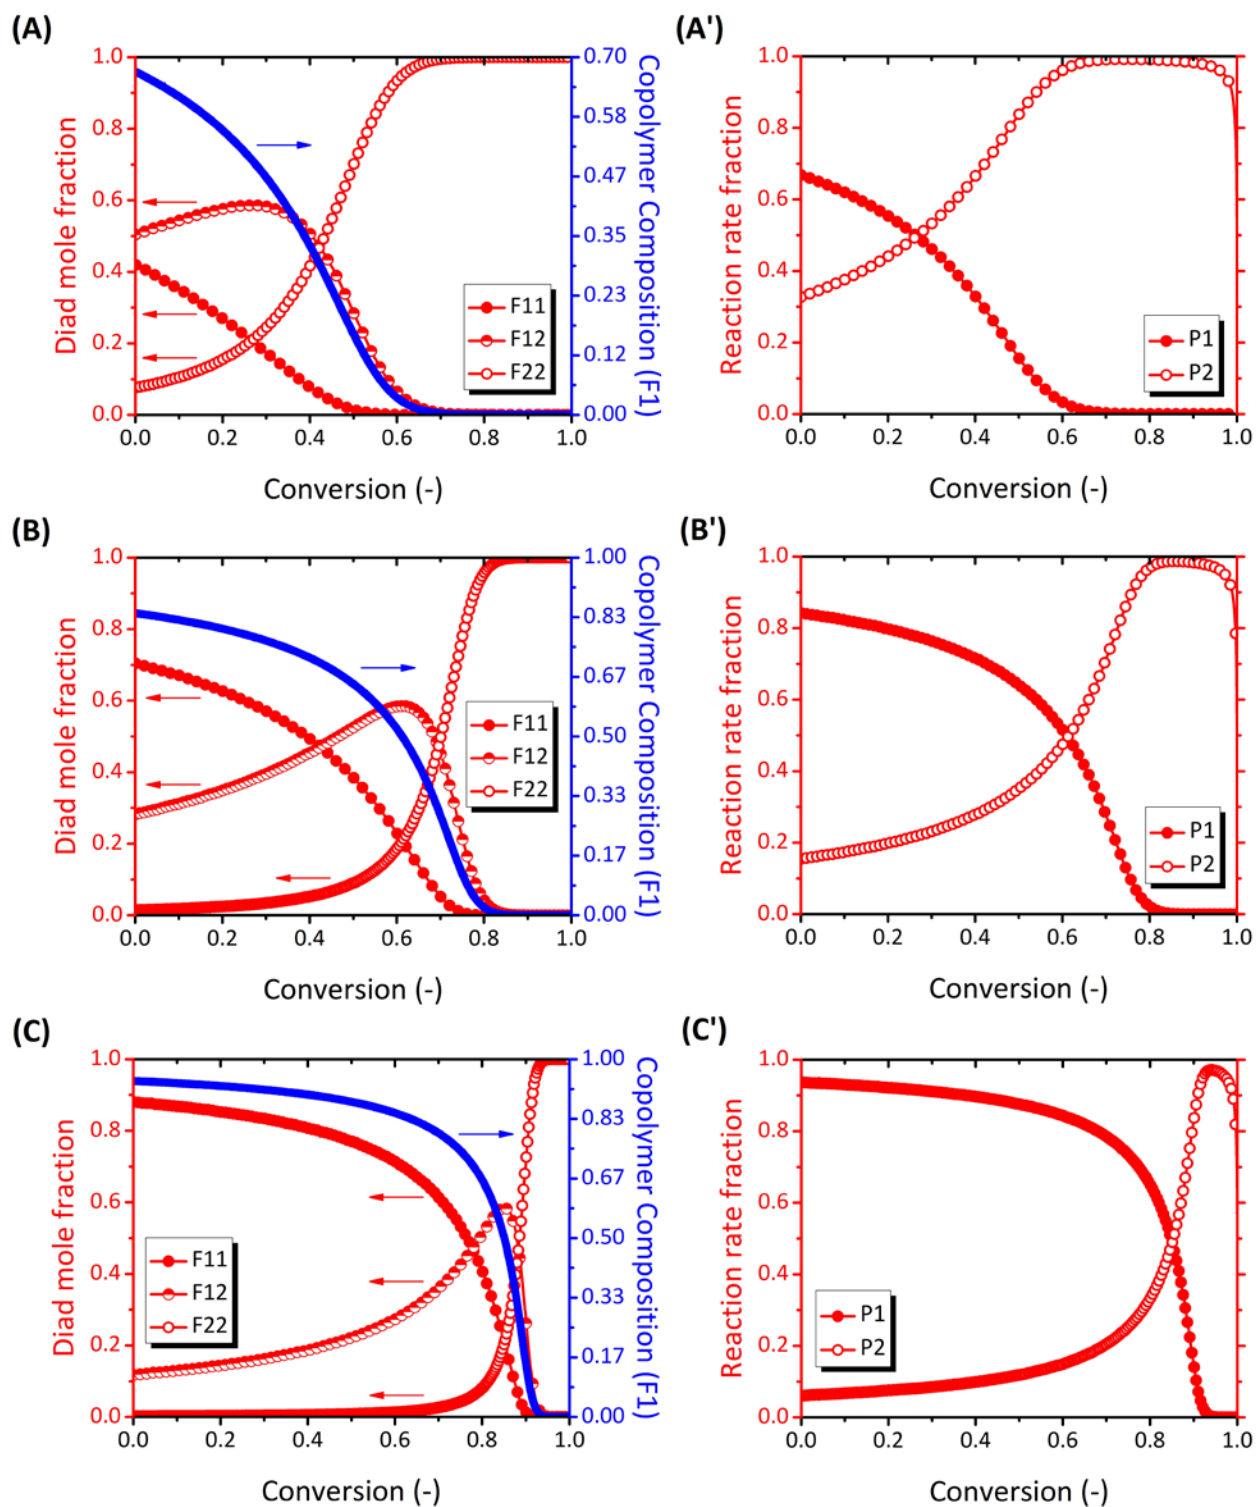 (A)
1.0
0.8
0.6
0.4
0.2
0.0
Diad mole fraction
0.70
0.58
0.47
0.35
0.23
0.12
0.00
Copolymer Composition (F1)
F11
F12
F22
0.0 0.2 0.4 0.6 0.8 1.0
Conversion (-)
(A')
1.0
0.8
0.6
0.4
0.2
0.0
Reaction rate fraction
P1
P2
0.0 0.2 0.4 0.6 0.8 1.0
Conversion (-)
(B)
1.0
0.8
0.6
0.4
0.2
0.0
Diad mole fraction
1.00
0.83
0.67
0.50
0.33
0.17
0.00
Copolymer Composition (F1)
F11
F12
F22
0.0 0.2 0.4 0.6 0.8 1.0
Conversion (-)
(B')
1.0
0.8
0.6
0.4
0.2
0.0
Reaction rate fraction
P1
P2
0.0 0.2 0.4 0.6 0.8 1.0
Conversion (-)
(C)
1.0
0.8
0.6
0.4
0.2
0.0
Diad mole fraction
1.00
0.83
0.67
0.50
0.33
0.17
0.00
Copolymer Composition (F1)
F11
F12
F22
0.0 0.2 0.4 0.6 0.8 1.0
Conversion (-)
(C')
1.0
0.8
0.6
0.4
0.2
0.0
Reaction rate fraction
P1
P2
0.0 0.2 0.4 0.6 0.8 1.0
Conversion (-)